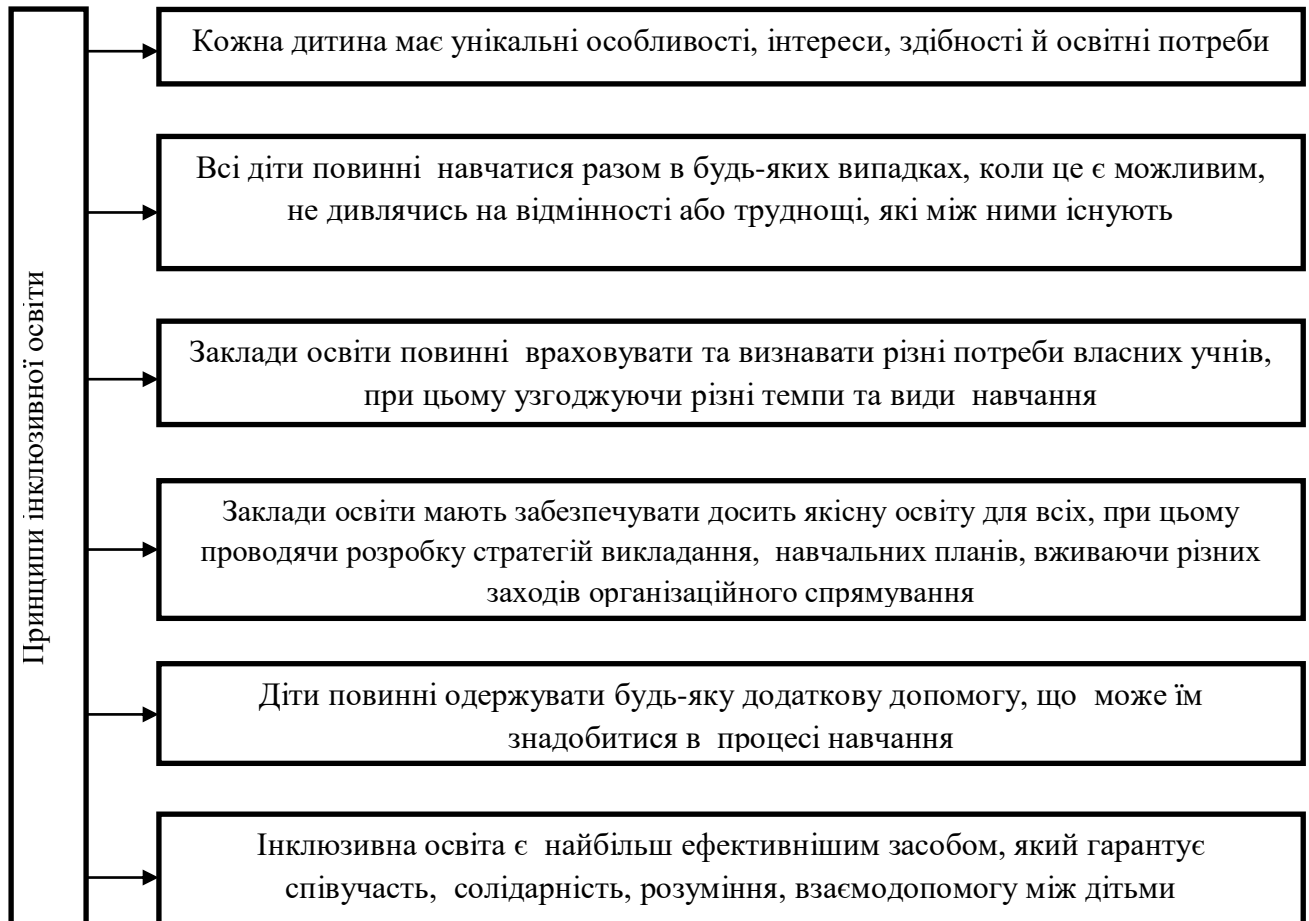 Принципи інклюзивної освіти
Кожна дитина має унікальні особливості, інтереси, здібності й освітні потреби
Всі діти повинні навчатися разом в будь-яких випадках, коли це є можливим,
не дивлячись на відмінності або труднощі, які між ними існують
Заклади освіти повинні враховувати та визнавати різні потреби власних учнів,
при цьому узгоджуючи різні темпи та види навчання
Заклади освіти мають забезпечувати досить якісну освіту для всіх, при цьому
проводячи розробку стратегій викладання, навчальних планів, вживаючи різних
заходів організаційного спрямування
Діти повинні одержувати будь-яку додаткову допомогу, що може їм
знадобитися в процесі навчання
Інклюзивна освіта є найбільш ефективнішим засобом, який гарантує
співучасть, солідарність, розуміння, взаємодопомогу між дітьми